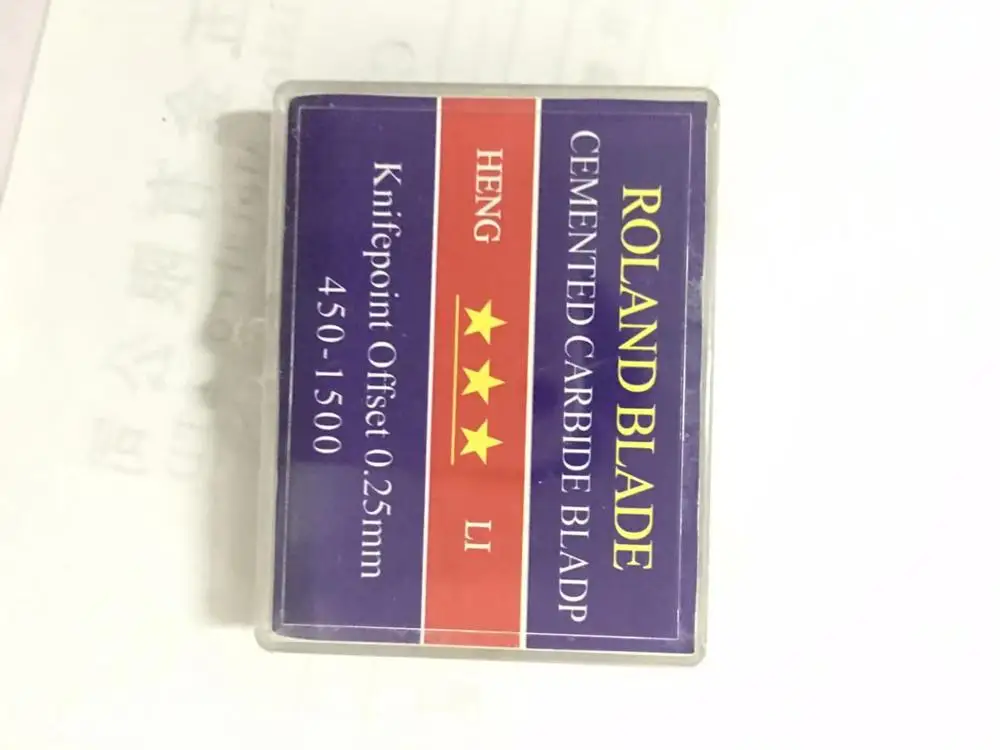 ROLAND BLADE
CEMENTED CARBIDE BLADP
HENG ★★★ LI
Knifepoint Offset 0.25mm
450-1500